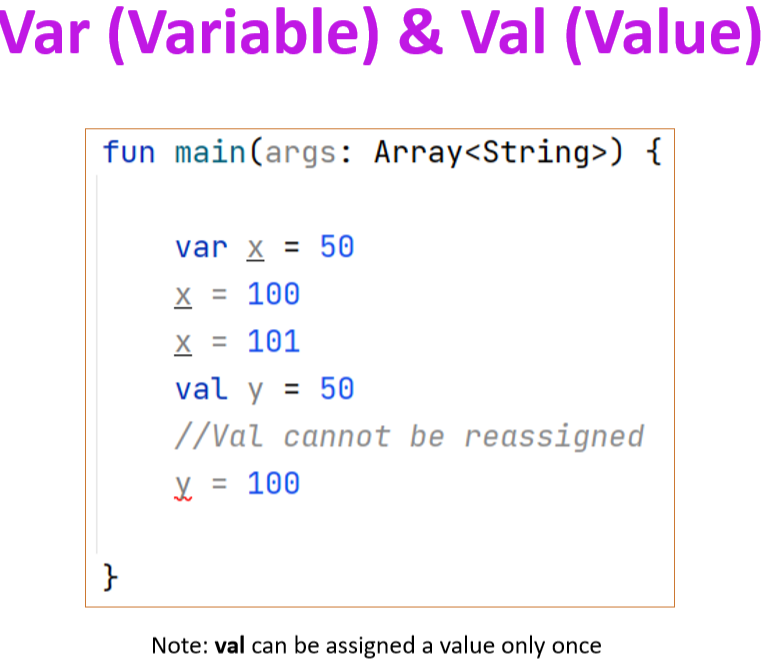 Var (Variable) & Val (Value)
fun main(args: Array<String>) {
var x = 50
x = 100
x = 101
val y = 50
//Val cannot be reassigned
y = 100
}
Note: val can be assigned a value only once